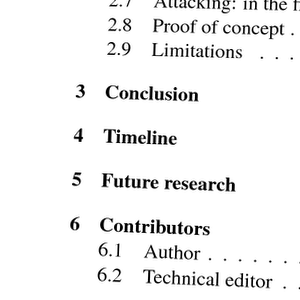 2.7 Attacking: in the
2.8 Proof of concept .
2.9 Limitations . . .
3 Conclusion
4 Timeline
5 Future research
6 Contributors
6.1 Author . . . . . . .
6.2 Technical editor . .